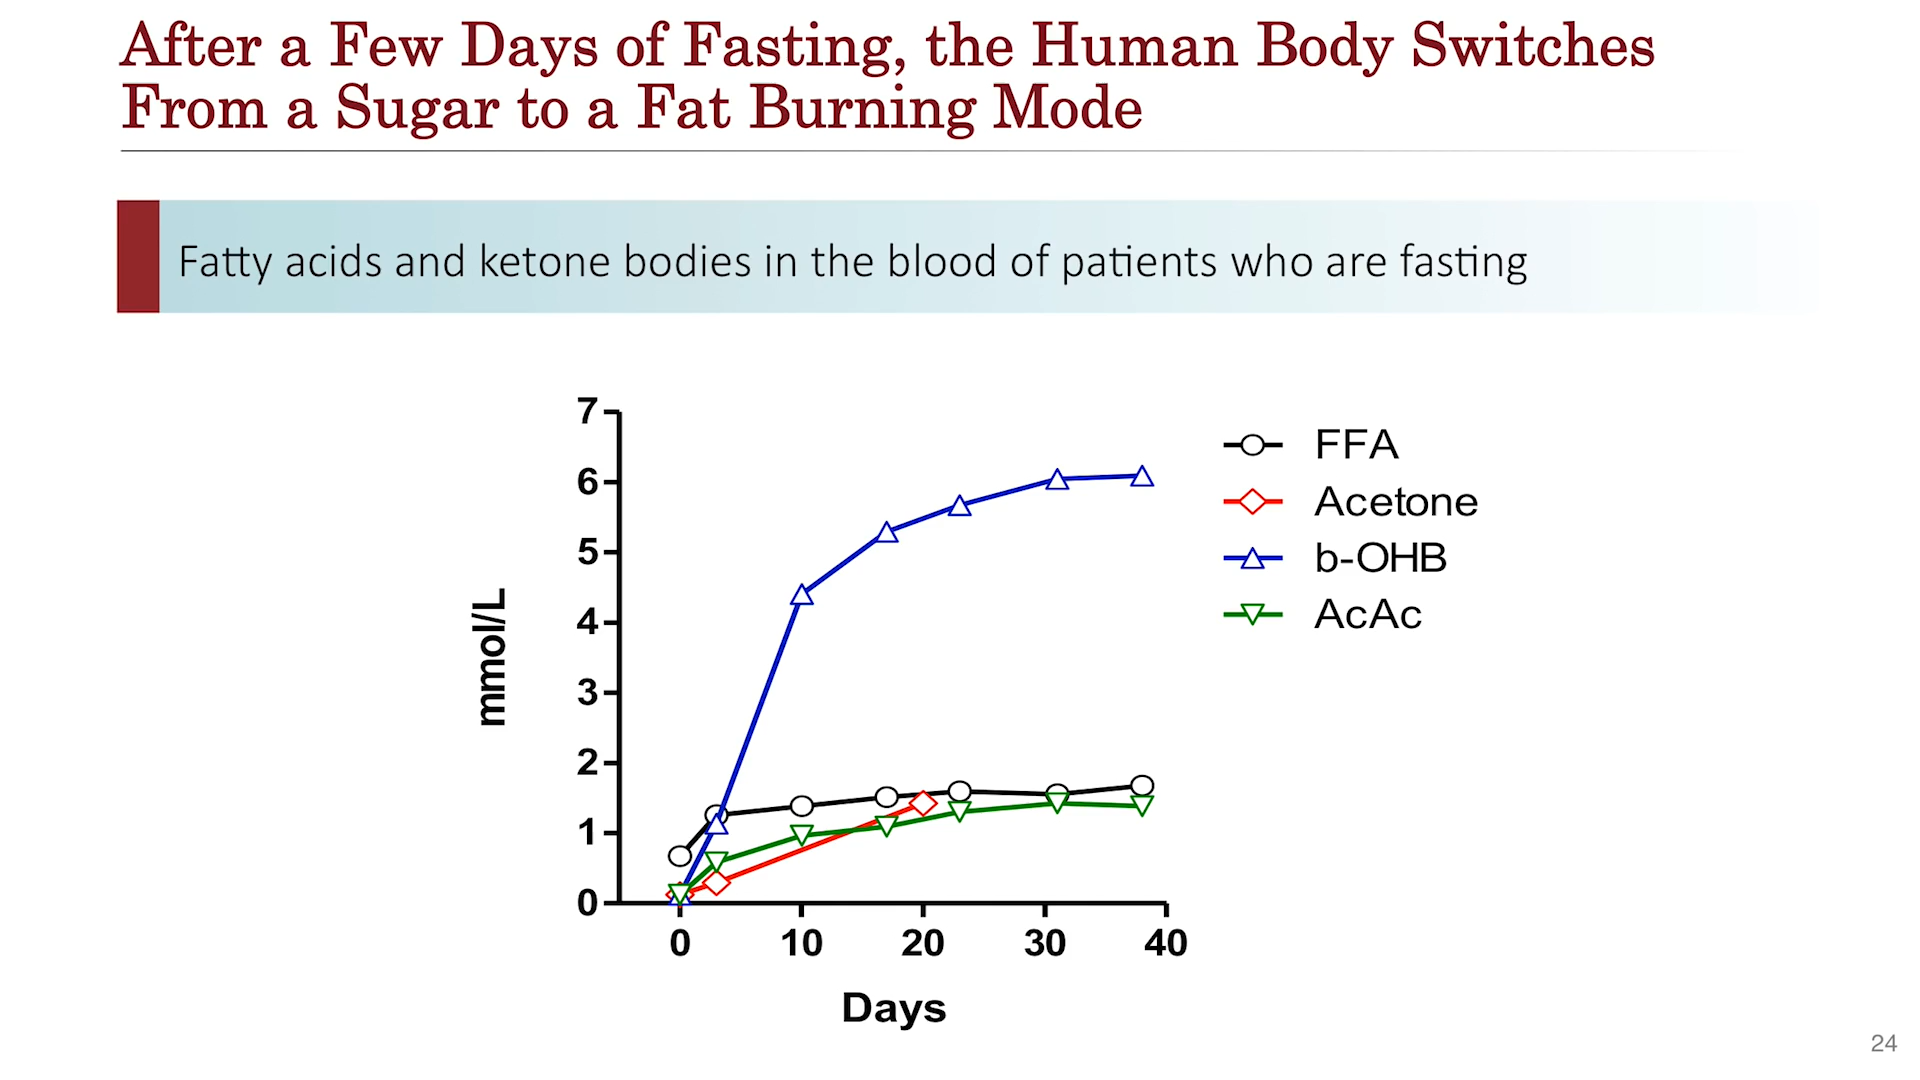 After a Few Days of Fasting, the Human Body Switches
From a Sugar to a Fat Burning Mode
Fatty acids and ketone bodies in the blood of patients who are fasting
7
6
5
4
3
2
1
0
mmol/L
0 10 20 30 40
Days
FFA
Acetone
b-OHB
AcAc
24